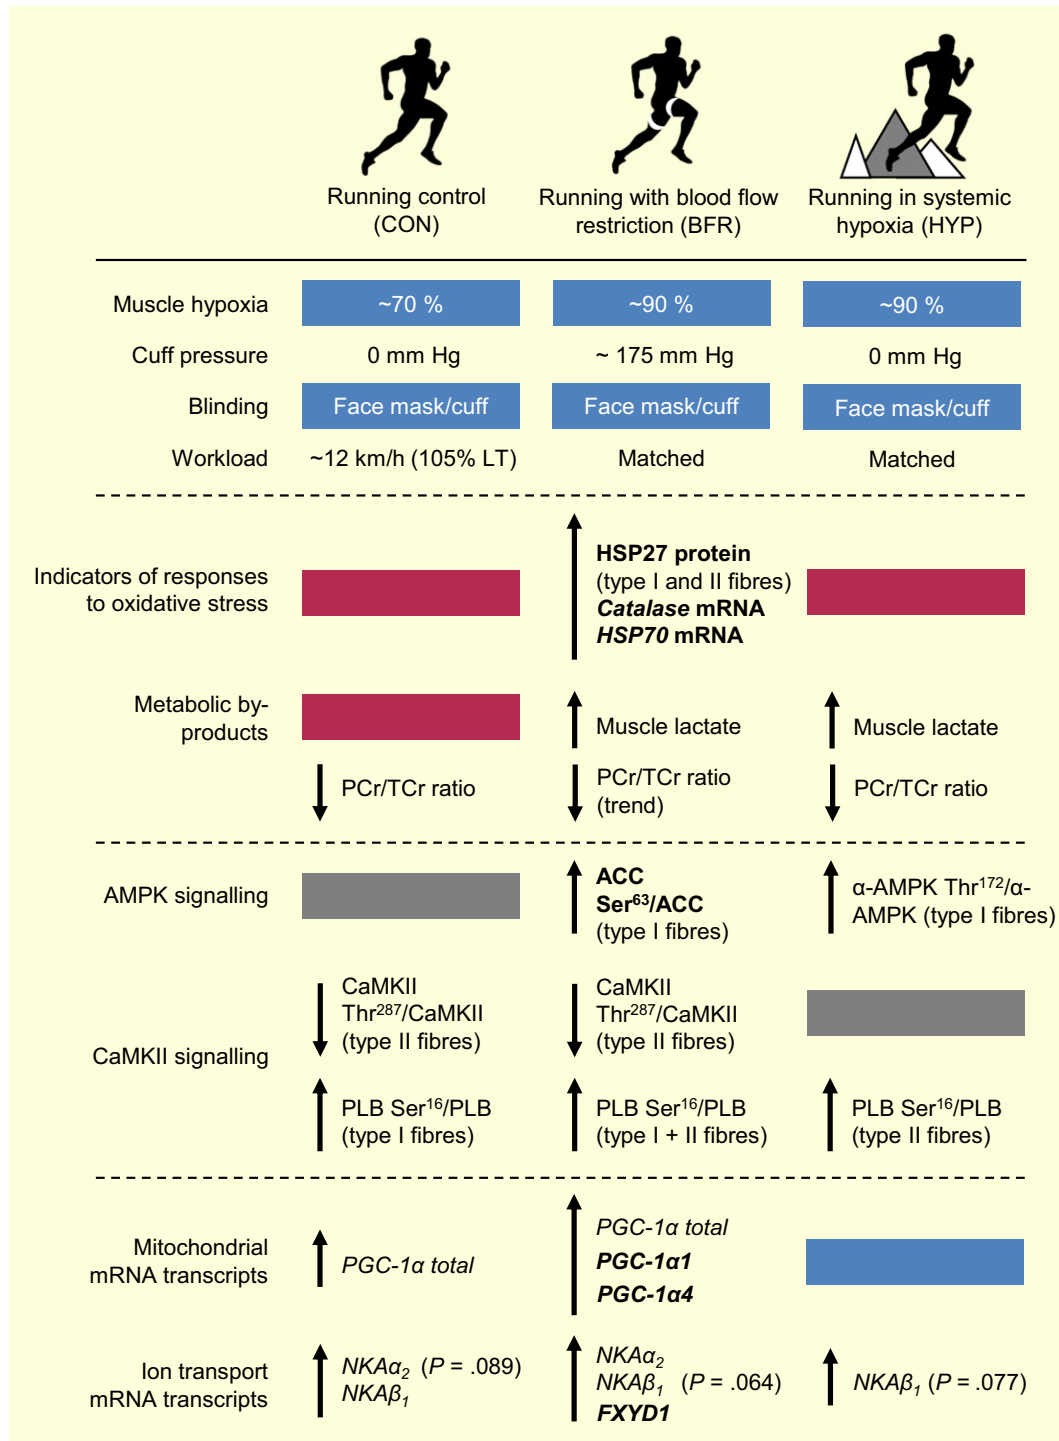 Running control
(CON)
Running with blood flow
restriction (BFR)
Running in systemic
hypoxia (HYP)
Muscle hypoxia
~70 %
~90 %
~90 %
Cuff pressure
0 mm Hg
~ 175 mm Hg
0 mm Hg
Blinding
Face mask/cuff
Face mask/cuff
Face mask/cuff
Workload
~12 km/h (105% LT)
Matched
Matched
Indicators of responses
to oxidative stress
HSP27 protein
(type I and II fibres)
Catalase mRNA
HSP70 mRNA
Metabolic by-
products
Muscle lactate
Muscle lactate
PCr/TCr ratio
PCr/TCr ratio
(trend)
PCr/TCr ratio
AMPK signalling
ACC
Ser⁶³/ACC
(type I fibres)
α-AMPK Thr¹⁷²/α-
AMPK (type I fibres)
CaMKII signalling
CaMKII
Thr²⁸⁷/CaMKII
(type II fibres)
CaMKII
Thr²⁸⁷/CaMKII
(type II fibres)
PLB Ser¹⁶/PLB
(type I fibres)
PLB Ser¹⁶/PLB
(type I + II fibres)
PLB Ser¹⁶/PLB
(type II fibres)
Mitochondrial
mRNA transcripts
PGC-1α total
PGC-1α total
PGC-1α1
PGC-1α4
Ion transport
mRNA transcripts
NKAα₂ (P = .089)
NKAβ₁
NKAα₂
NKAβ₁ (P = .064)
FXYD1
NKAβ₁ (P = .077)